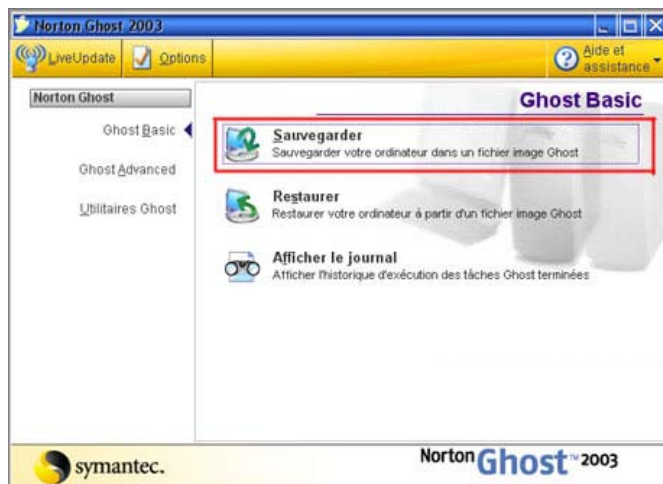 Norton Ghost 2003
LiveUpdate
Options
Aide et
assistance
Norton Ghost
Ghost Basic
Ghost Advanced
Utilitaires Ghost
Ghost Basic
Sauvegarder
Sauvegarder votre ordinateur dans un fichier image Ghost
Restaurer
Restaurer votre ordinateur à partir d'un fichier image Ghost
Afficher le journal
Afficher l'historique d'exécution des tâches Ghost terminées
symantec.
Norton Ghost™ 2003